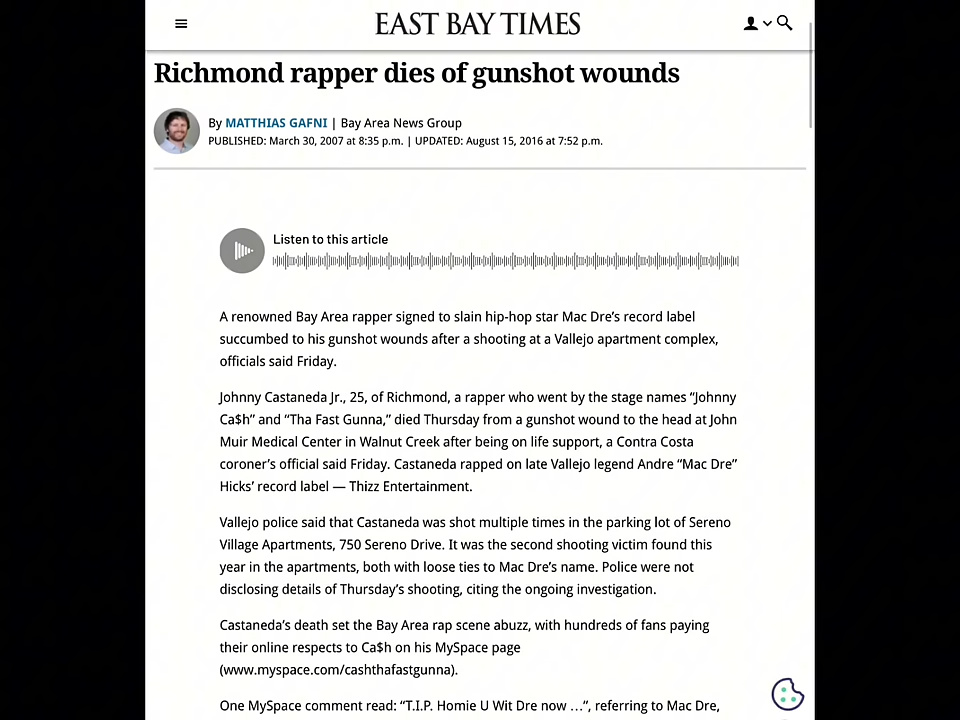 EAST BAY TIMES
Richmond rapper dies of gunshot wounds
By MATTHIAS GAFNI | Bay Area News Group
PUBLISHED: March 30, 2007 at 8:35 p.m. | UPDATED: August 15, 2016 at 7:52 p.m.
Listen to this article
A renowned Bay Area rapper signed to slain hip-hop star Mac Dre’s record label
succumbed to his gunshot wounds after a shooting at a Vallejo apartment complex,
officials said Friday.
Johnny Castaneda Jr., 25, of Richmond, a rapper who went by the stage names “Johnny
Ca$h” and “Tha Fast Gunna,” died Thursday from a gunshot wound to the head at John
Muir Medical Center in Walnut Creek after being on life support, a Contra Costa
coroner’s official said Friday. Castaneda rapped on late Vallejo legend Andre “Mac Dre”
Hicks’ record label — Thizz Entertainment.
Vallejo police said that Castaneda was shot multiple times in the parking lot of Sereno
Village Apartments, 750 Sereno Drive. It was the second shooting victim found this
year in the apartments, both with loose ties to Mac Dre’s name. Police were not
disclosing details of Thursday’s shooting, citing the ongoing investigation.
Castaneda’s death set the Bay Area rap scene abuzz, with hundreds of fans paying
their online respects to Ca$h on his MySpace page
(www.myspace.com/cashthafastgunna).
One MySpace comment read: “T.I.P. Homie U Wit Dre now …”, referring to Mac Dre,